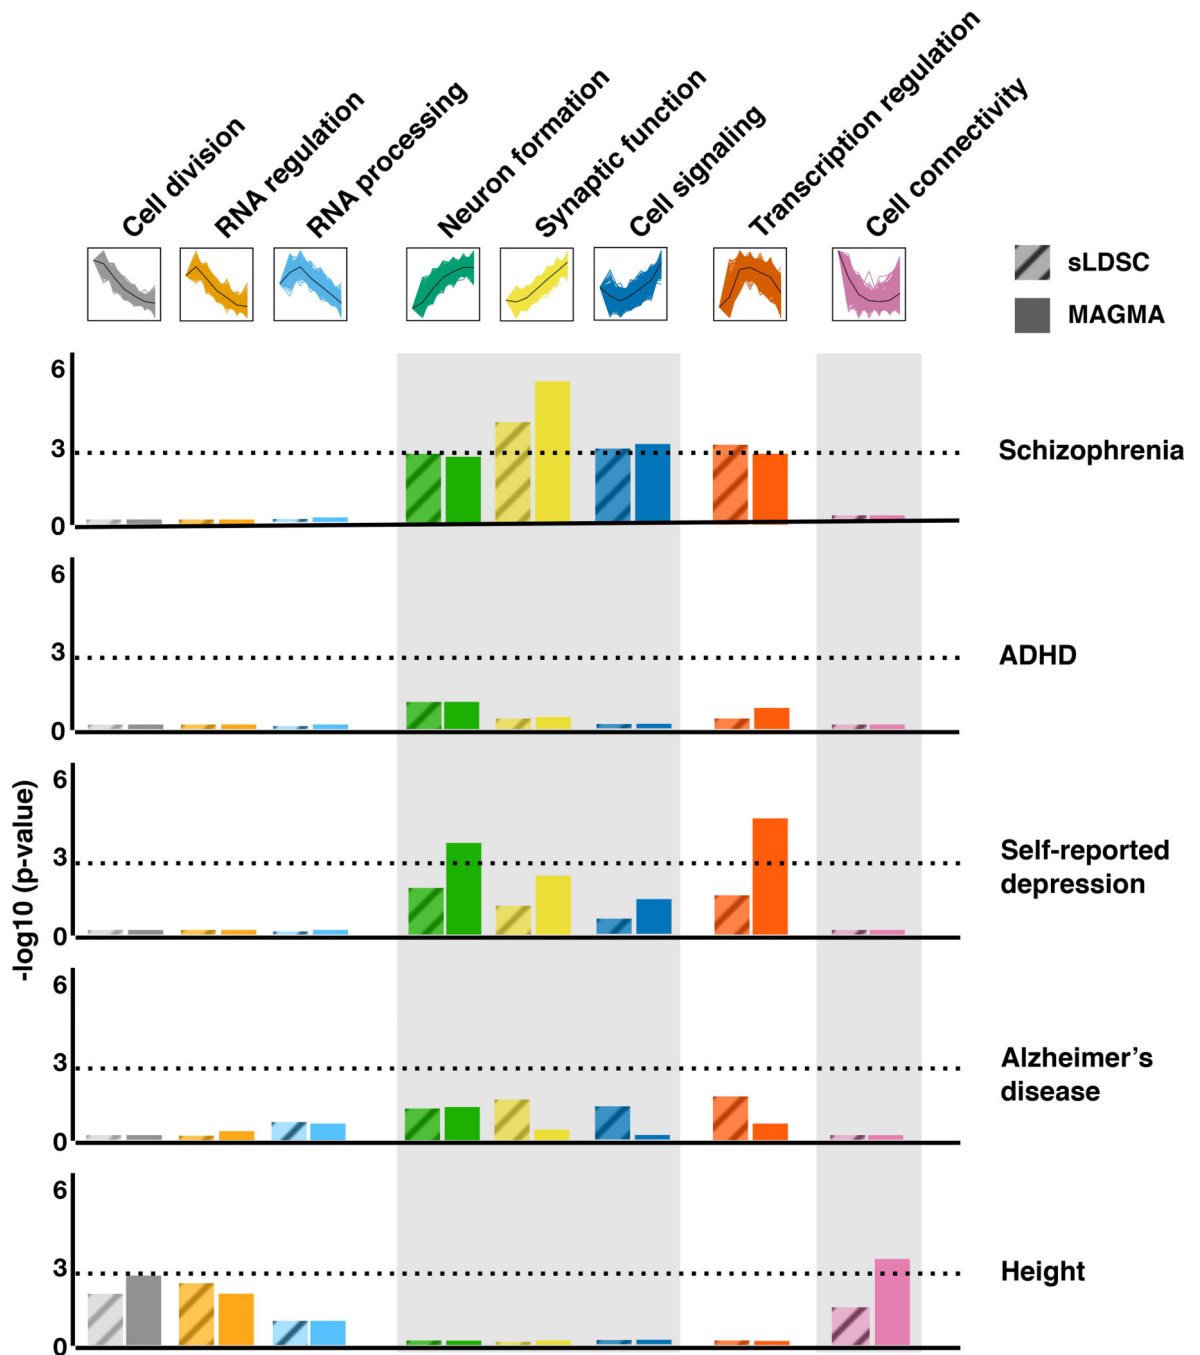 Cell division
RNA regulation
RNA processing
Neuron formation
Synaptic function
Cell signaling
Transcription regulation
Cell connectivity
sLDSC
MAGMA
-log10 (p-value)
6
3
0
Schizophrenia
6
3
0
ADHD
6
3
0
Self-reported
depression
6
3
0
Alzheimer's
disease
6
3
0
Height